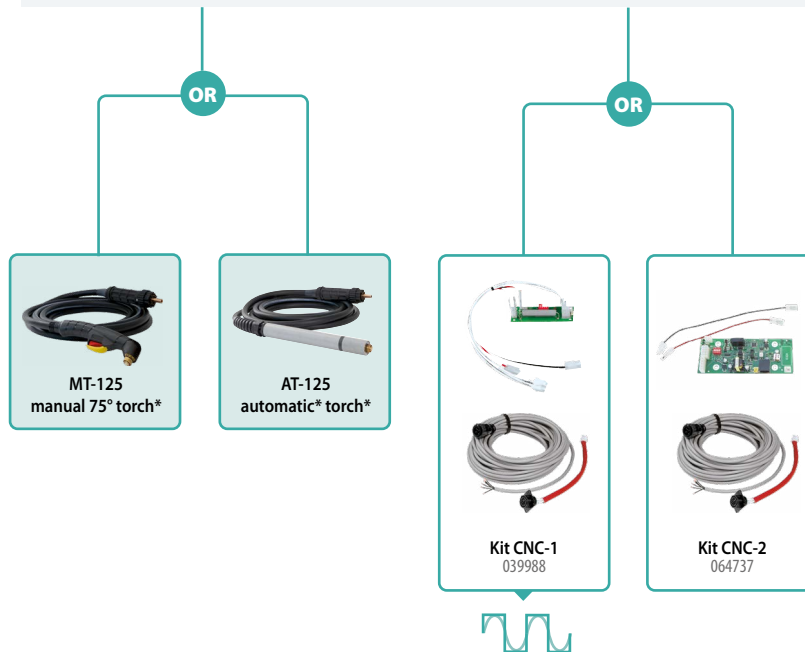 OR
OR
MT-125
manual 75° torch*
AT-125
automatic* torch*
Kit CNC-1
039988
Kit CNC-2
064737